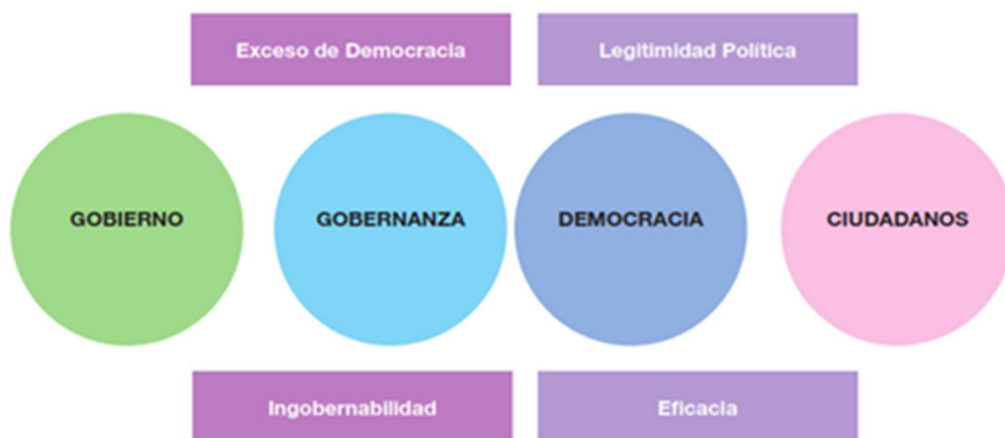 Exceso de Democracia
Legitimidad Política
GOBIERNO
GOBERNANZA
DEMOCRACIA
CIUDADANOS
Ingobernabilidad
Eficacia